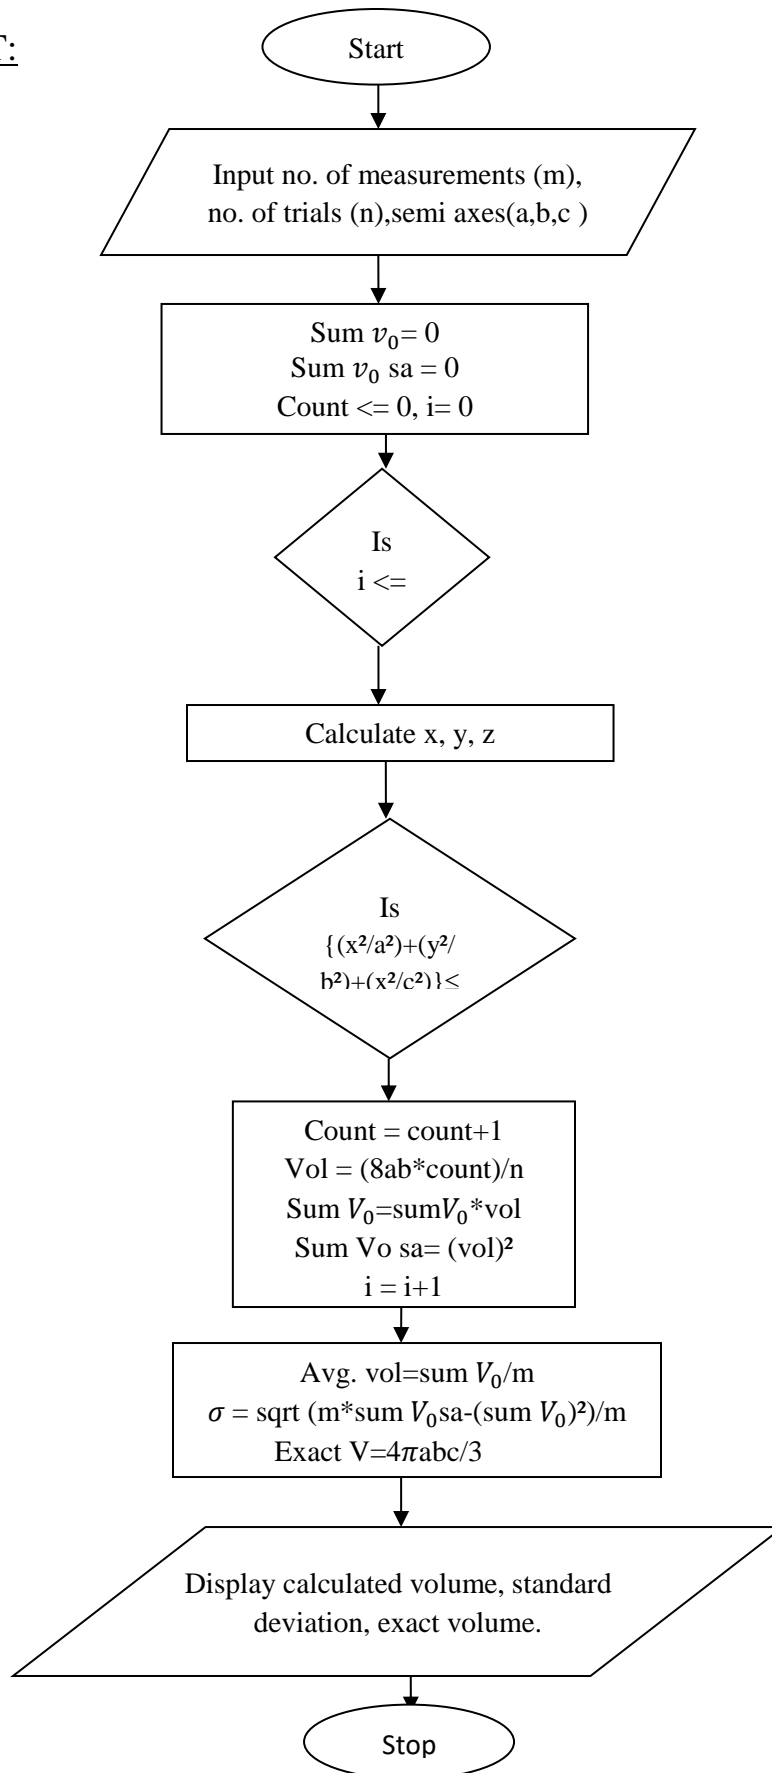 T:
Start
Input no. of measurements (m),
no. of trials (n),semi axes(a,b,c )
Sum 𝑣₀= 0
Sum 𝑣₀ sa = 0
Count <= 0, i= 0
Is
i <=
Calculate x, y, z
Is
{(x²/a²)+(y²/
b²)+(x²/c²)}≤
Count = count+1
Vol = (8ab*count)/n
Sum 𝑉₀=sum𝑉₀*vol
Sum Vo sa= (vol)²
i = i+1
Avg. vol=sum 𝑉₀/m
𝜎 = sqrt (m*sum 𝑉₀sa-(sum 𝑉₀)²)/m
Exact V=4𝜋abc/3
Display calculated volume, standard
deviation, exact volume.
Stop